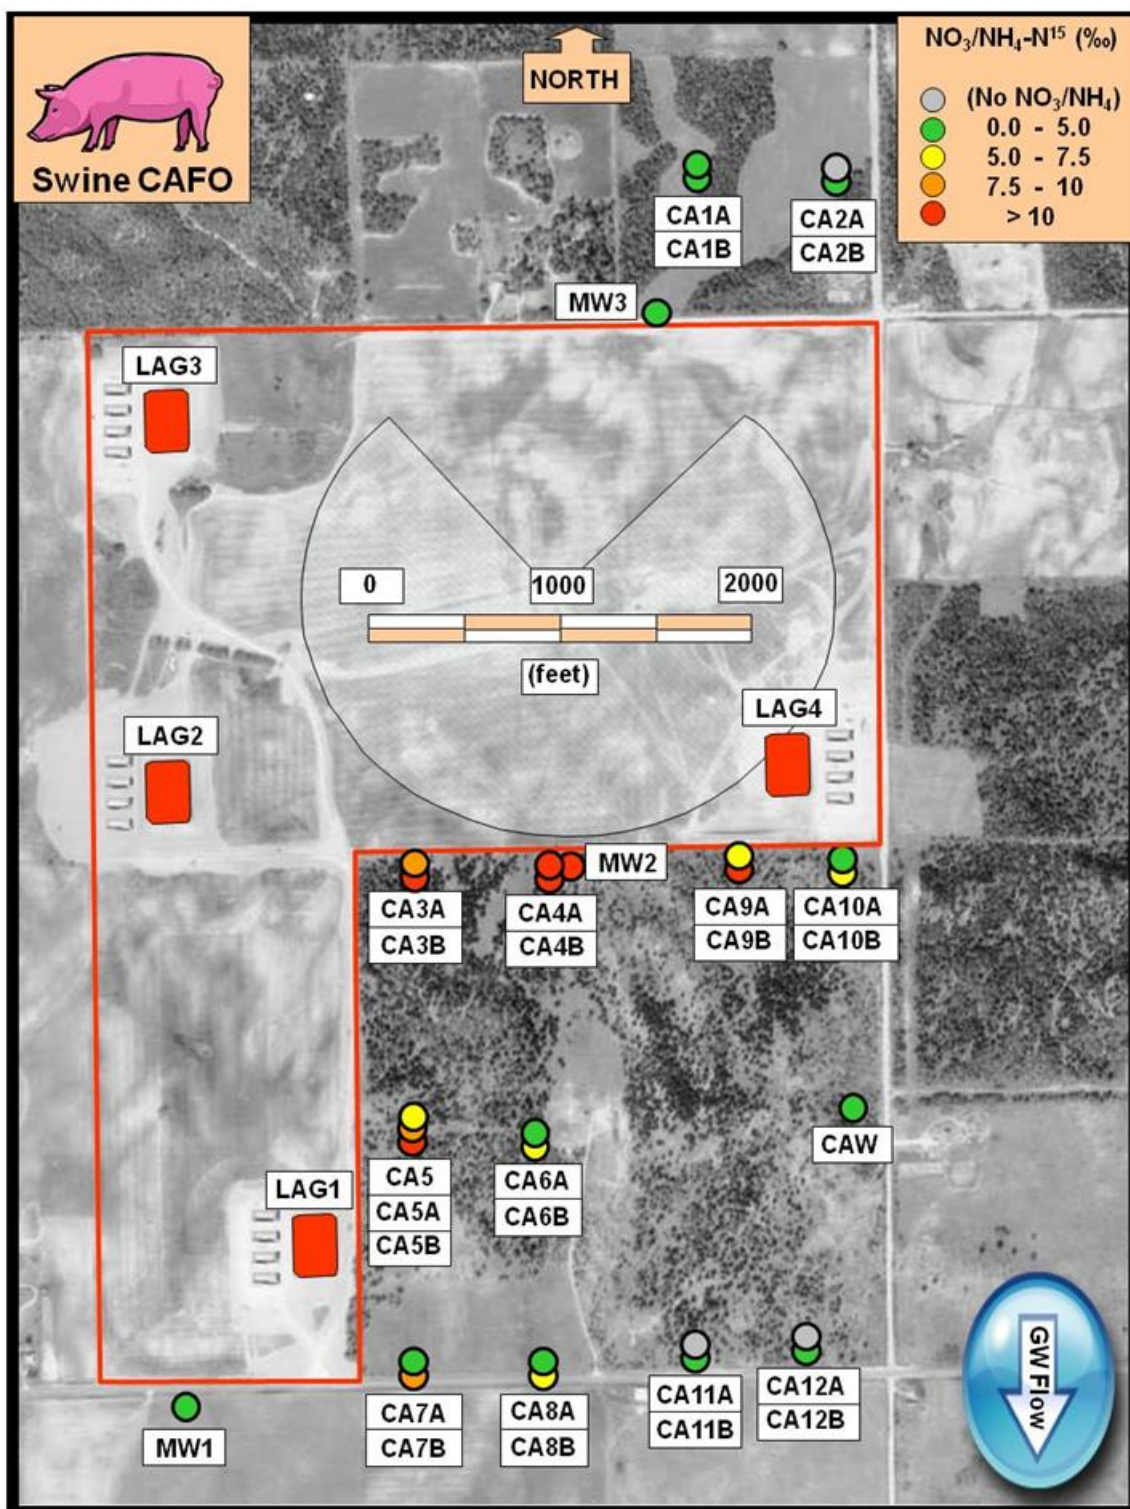 Swine CAFO
NORTH
NO₃/NH₄-N¹⁵ (‰)
(No NO₃/NH₄)
0.0 - 5.0
5.0 - 7.5
7.5 - 10
> 10
CA1A
CA1B
CA2A
CA2B
MW3
LAG3
0
1000
2000
(feet)
LAG2
LAG4
MW2
CA3A
CA3B
CA4A
CA4B
CA9A
CA9B
CA10A
CA10B
CAW
LAG1
CA5
CA5A
CA5B
CA6A
CA6B
GW Flow
MW1
CA7A
CA7B
CA8A
CA8B
CA11A
CA11B
CA12A
CA12B